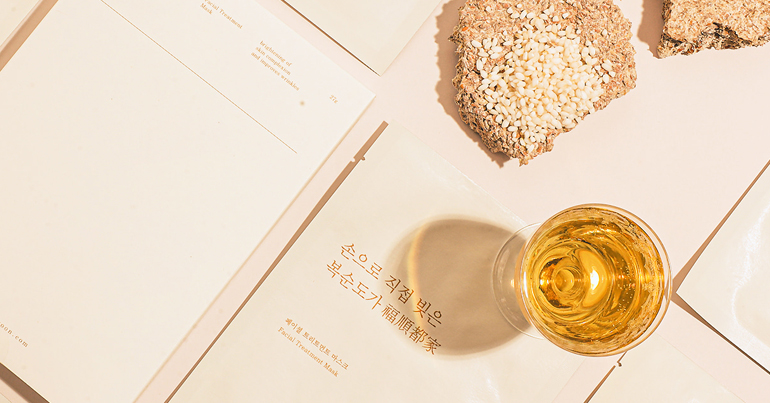 Facial Treatment
Mask
brightening of
skin complexion
and improve wrinkles
27g
oon.com
손으로 직접 빚은
복순도가 福順都家
페이셜 트리트먼트 마스크
Facial Treatment Mask